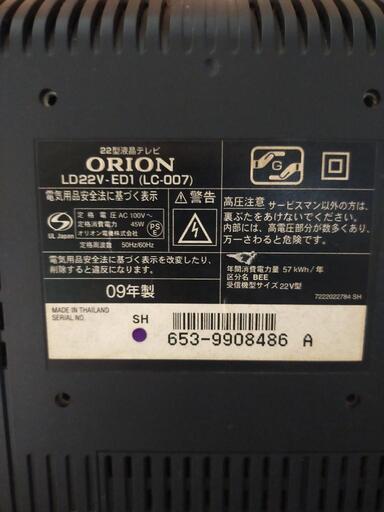 22型液晶テレビ
ORION
LD22V-ED1 (LC-007)
電気用品安全法に基づく表示
定格電圧 AC 100V～
定格消費電力 45W
オリオン電機株式会社
定格周波数 50Hz/60Hz
UL Japan
PSE
電気用品安全法に基づく表示を改変したり、
削除すると違反になります。
09年製
警告
高圧注意 サービスマン以外の方は、
裏ぶたをあけないでください。
内部には、高電圧部分が数多くあり、
万一さわると危険です。
G
年間消費電力量 57 kWh/年
区分名 BEE
受信機型サイズ 22V型
7222022784 SH
MADE IN THAILAND
SERIAL NO.
SH
653-9908486 A